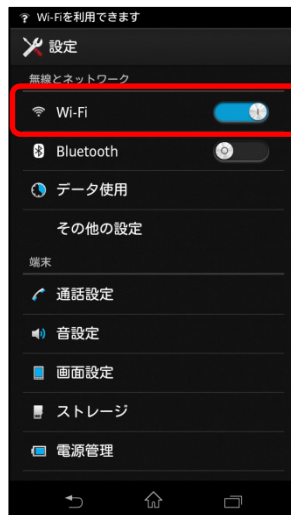 Wi-Fiを利用できます
設定
無線とネットワーク
Wi-Fi
Bluetooth
データ使用
その他の設定
端末
通話設定
音設定
画面設定
ストレージ
電源管理